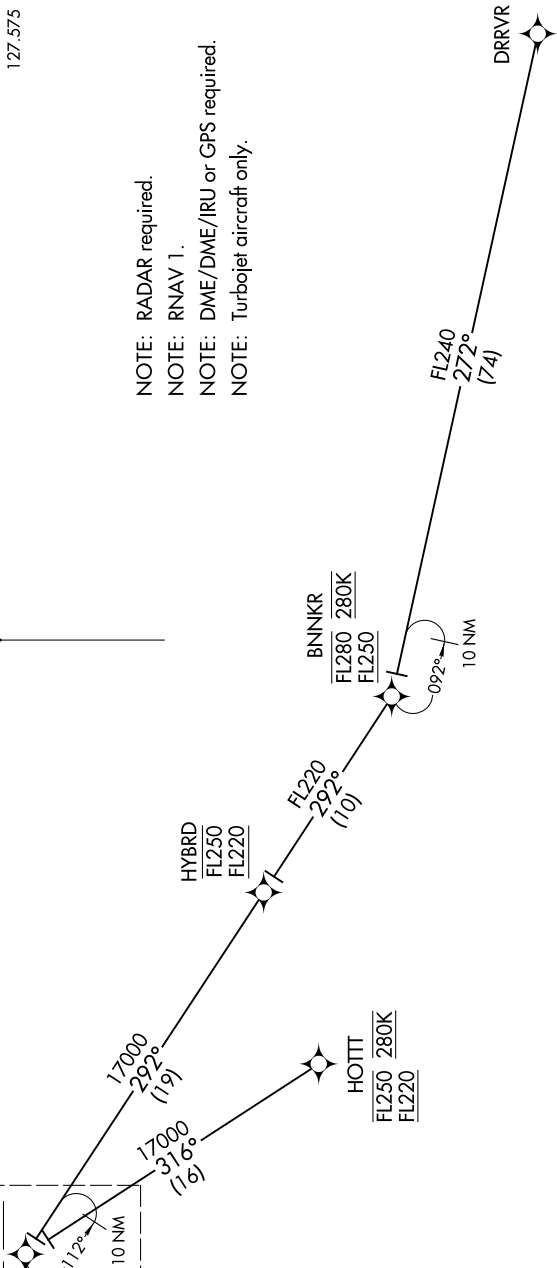 127.575
NOTE: RADAR required.
NOTE: RNAV 1.
NOTE: DME/DME/IRU or GPS required.
NOTE: Turbojet aircraft only.
DRRVR
FL240
272°
(74)
BNNKR
FL280 280K
FL250
092°
10 NM
FL220
292°
(10)
HYBRD
FL250
FL220
17000
292°
(19)
HOTTT
FL250 280K
FL220
17000
316°
(16)
112°
10 NM